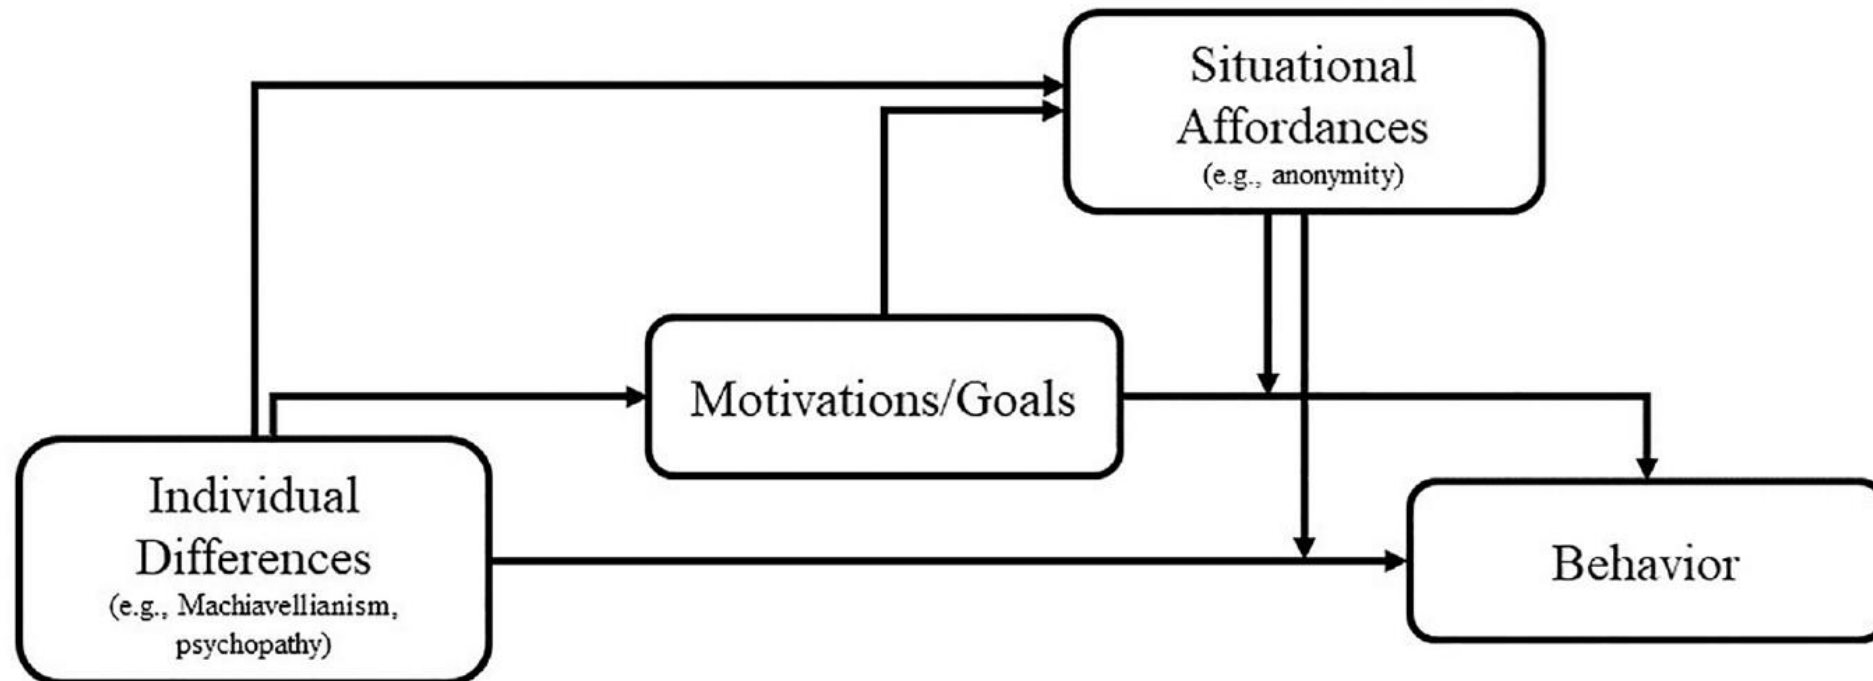 Situational
Affordances
(e.g., anonymity)
Motivations/Goals
Individual
Differences
(e.g., Machiavellianism,
psychopathy)
Behavior